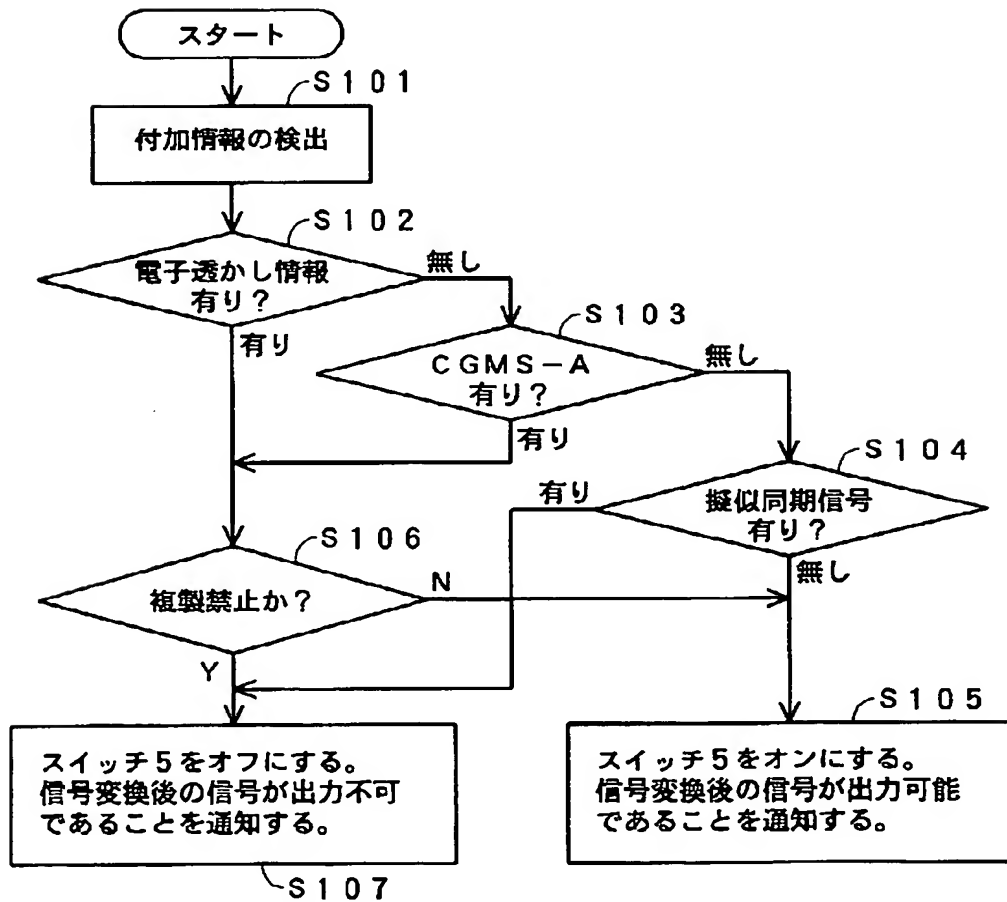 スタート
S101
付加情報の検出
S102
電子透かし情報
有り?
無し
有り
S103
CGMS-A
有り?
無し
有り
S104
擬似同期信号
有り?
有り
無し
S106
複製禁止か?
N
Y
S105
スイッチ5をオフにする。
信号変換後の信号が出力不可
であることを通知する。
S107
スイッチ5をオンにする。
信号変換後の信号が出力可能
であることを通知する。